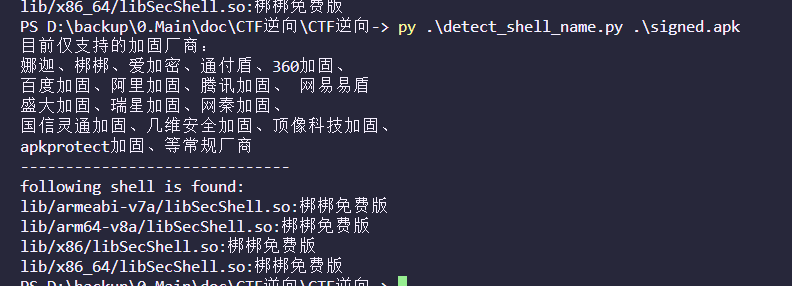 lib/x86_64/libSecShell.so:梆梆免费版
PS D:\backup\0.Main\doc\CTF逆向\CTF逆向-> py .\detect_shell_name.py .\signed.apk
目前仅支持的加固厂商：
娜迦、梆梆、爱加密、通付盾、360加固、
百度加固、阿里加固、腾讯加固、 网易易盾
盛大加固、瑞星加固、网秦加固、
国信灵通加固、几维安全加固、顶像科技加固、
apkprotect加固、等常规厂商
------------------------------
following shell is found:
lib/armeabi-v7a/libSecShell.so:梆梆免费版
lib/arm64-v8a/libSecShell.so:梆梆免费版
lib/x86/libSecShell.so:梆梆免费版
lib/x86_64/libSecShell.so:梆梆免费版
PS D:\backup\0.Main\doc\CTF逆向\CTF逆向->